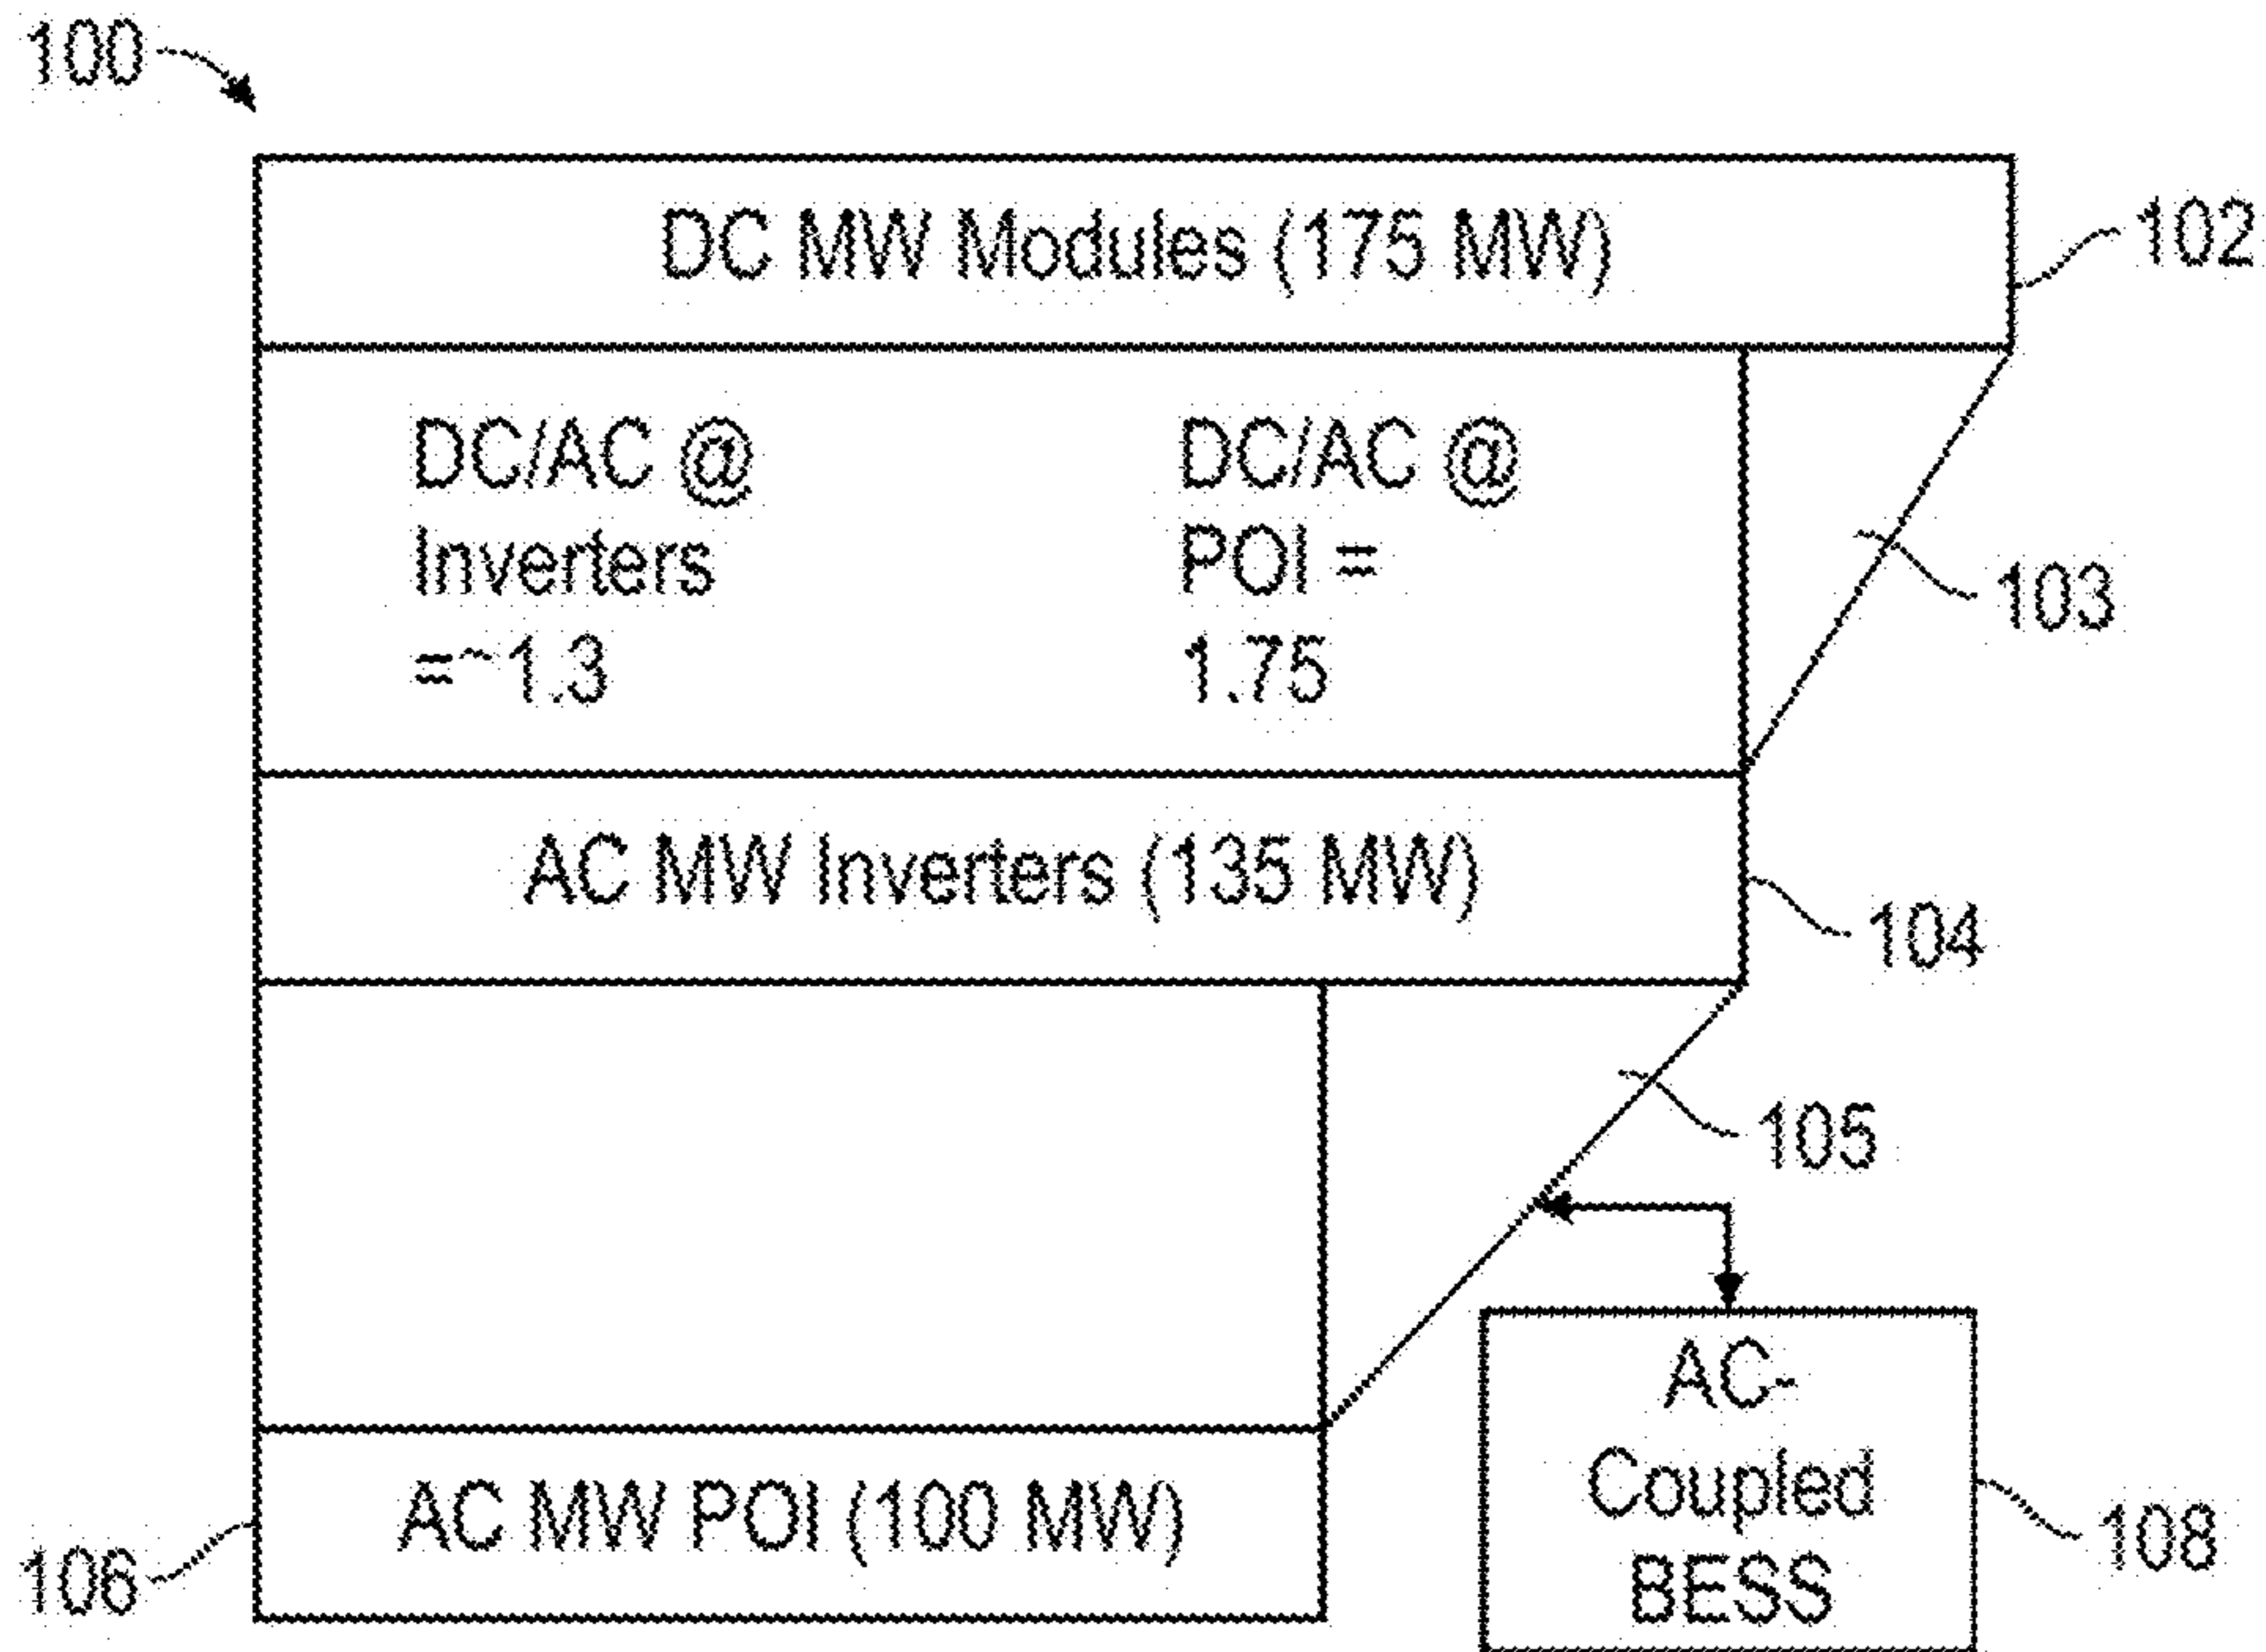 100
DC MW Modules (175 MW)
102
DC/AC @
Inverters
=~1.3
DC/AC @
POI =
1.75
103
AC MW Inverters (135 MW)
104
105
AC MW POI (100 MW)
106
AC-
Coupled
BESS
108